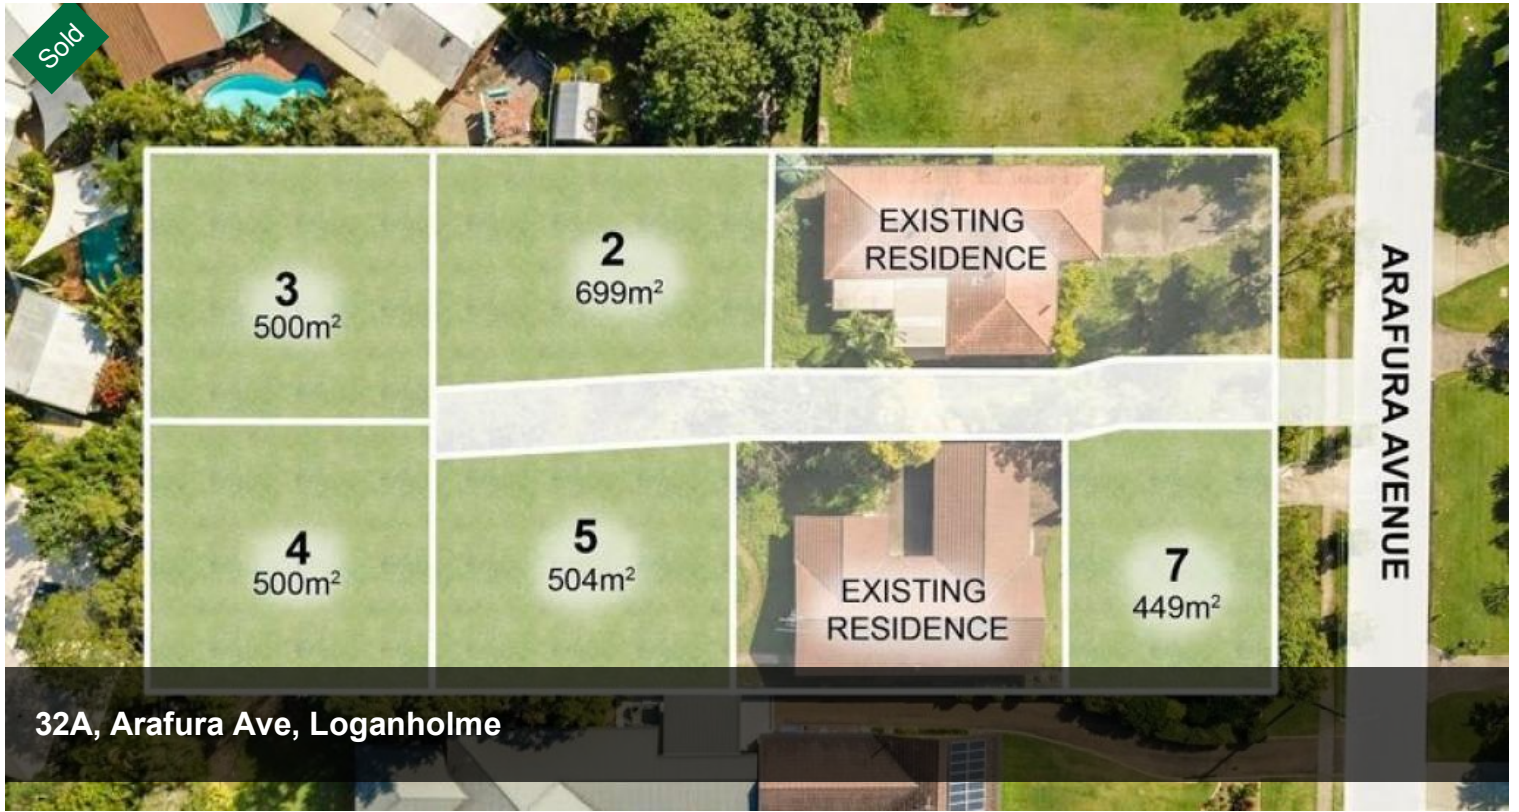 Sold
EXISTING
RESIDENCE
2
699m²
3
500m²
ARAFURA AVENUE
5
504m²
4
500m²
7
449m²
EXISTING
RESIDENCE
32A, Arafura Ave, Loganholme